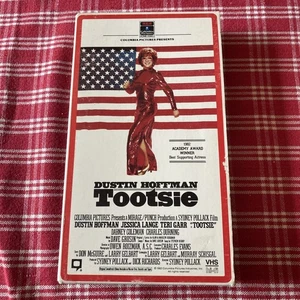 COLUMBIA PICTURES PRESENTS
1982
ACADEMY AWARD
WINNER
Best Supporting Actress
DUSTIN HOFFMAN
Tootsie
COLUMBIA PICTURES Presents a MIRAGE/PUNCH Production a SYDNEY POLLACK Film
DUSTIN HOFFMAN JESSICA LANGE TERI GARR "TOOTSIE"
DABNEY COLEMAN CHARLES DURNING
DAVE GRUSIN
OWEN ROIZMAN A.S.C. CHARLES EVANS
DON McGUIRE LARRY GELBART LARRY GELBART MURRAY SCHISGAL
SYDNEY POLLACK DICK RICHARDS SYDNEY POLLACK
VHS